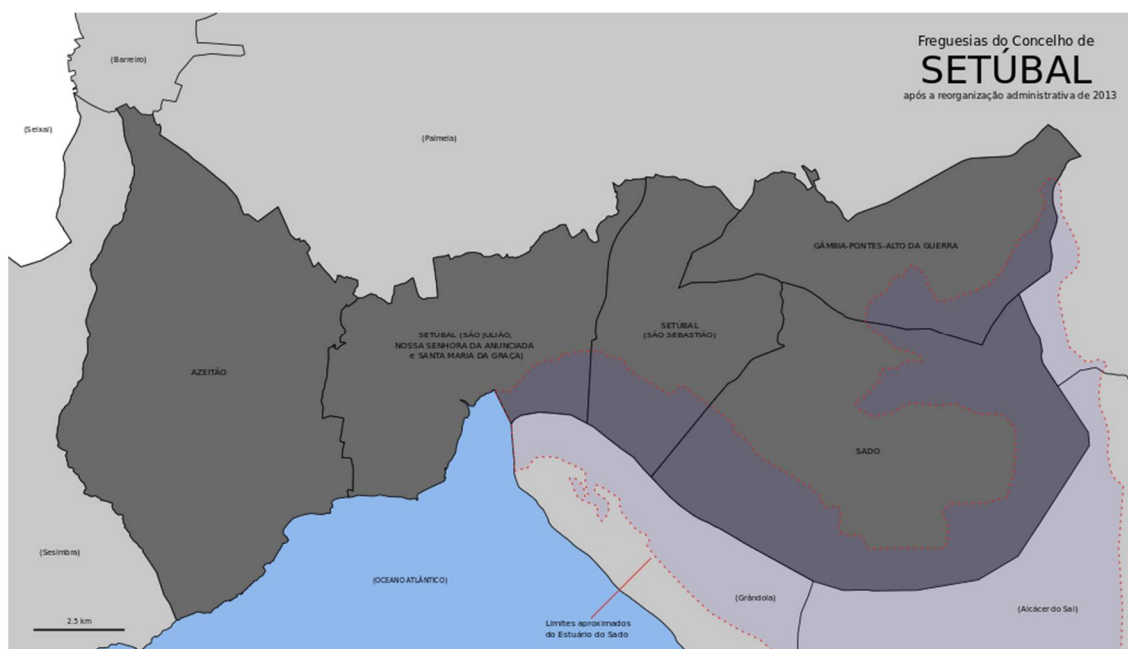 Freguesias do Concelho de
SETÚBAL
após a reorganização administrativa de 2013
(Barreiro)
(Seixal)
(Palmela)
GÂMBIA-PONTES-ALTO DA GUERRA
SETÚBAL
(SÃO SEBASTIÃO)
SETÚBAL (SÃO JULIÃO,
NOSSA SENHORA DA ANUNCIADA
e SANTA MARIA DA GRAÇA)
AZEITÃO
SADO
(Sesimbra)
(OCEANO ATLÂNTICO)
(Grândola)
(Alcácer do Sal)
2.5 km
Limites aproximados
do Estuário do Sado